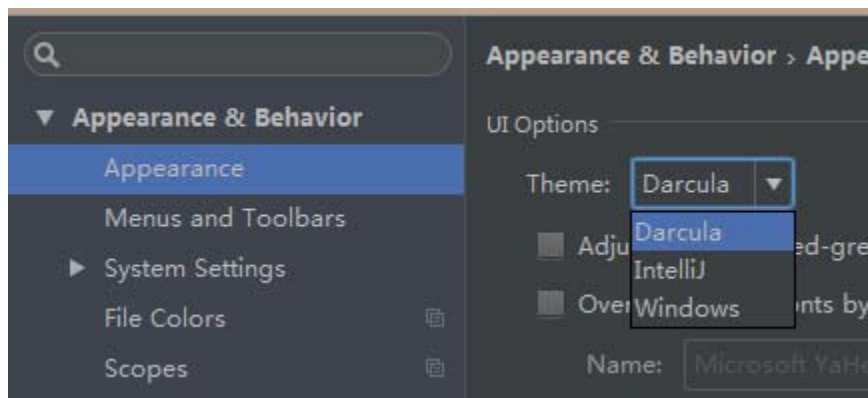 Appearance & Behavior
Appearance
Menus and Toolbars
System Settings
File Colors
Scopes
Appearance & Behavior › Appe
UI Options
Theme: Darcula
Darcula
IntelliJ
Windows
Adju ed-gre
Over nts by
Name: Microsoft YaHe